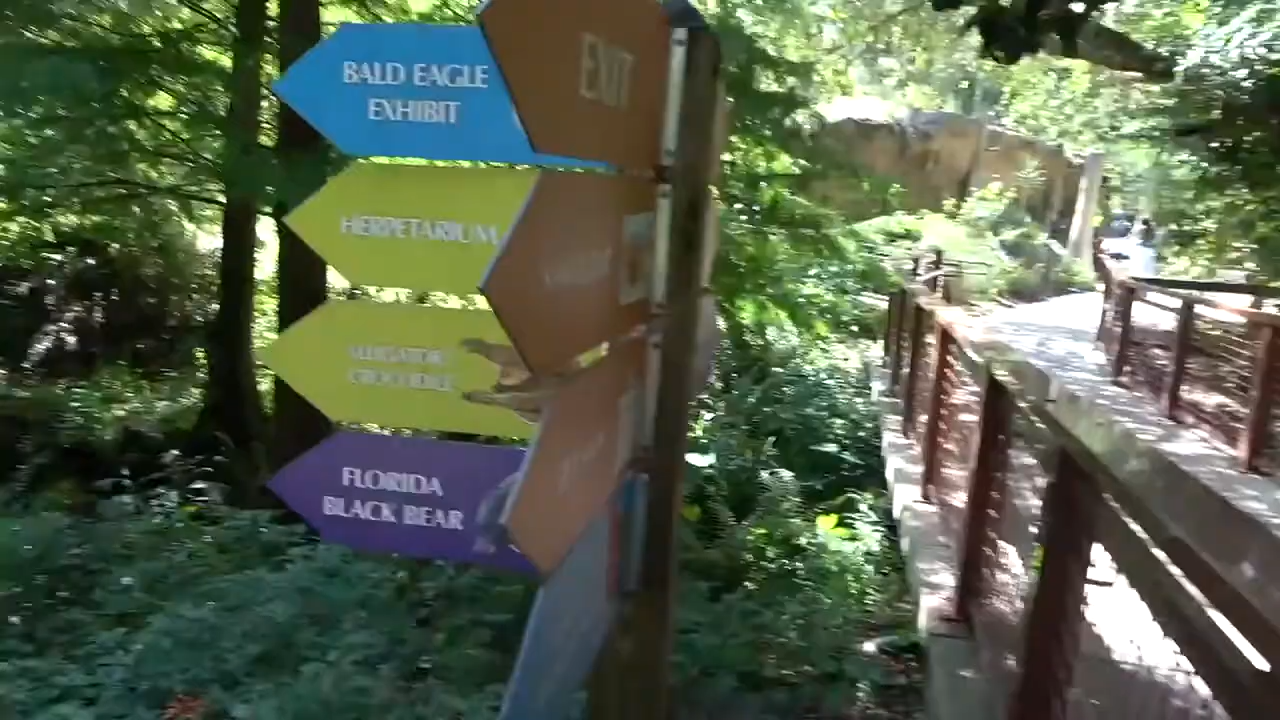 BALD EAGLE
EXHIBIT
EXIT
HERPETARIUM
ALLIGATOR
CROCODILE
FLORIDA
BLACK BEAR